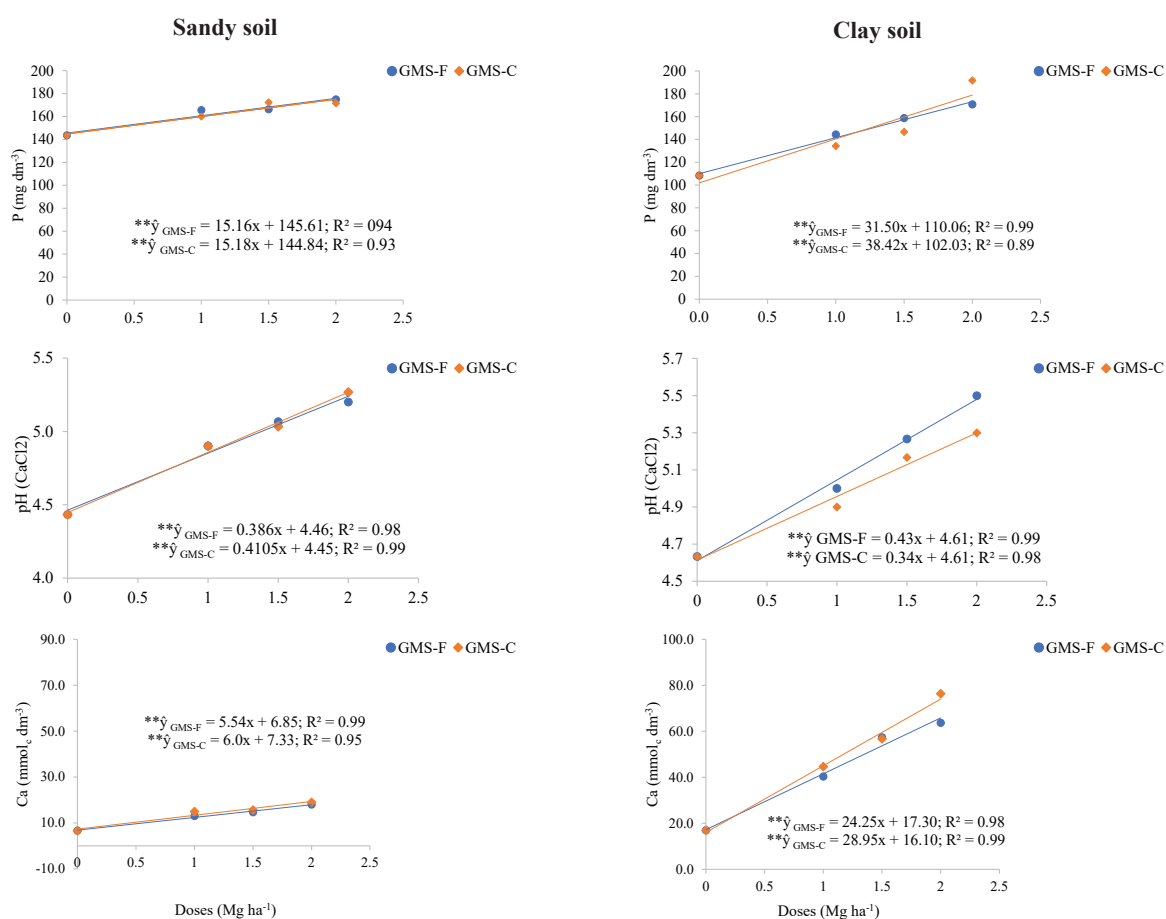 Sandy soil
GMS-F GMS-C
200
180
160
140
120
100
80
60
40
20
0
P (mg dm⁻³)
**ŷ GMS-F = 15.16x + 145.61; R² = 094
**ŷ GMS-C = 15.18x + 144.84; R² = 0.93
0 0.5 1 1.5 2 2.5
Clay soil
GMS-F GMS-C
200
180
160
140
120
100
80
60
40
20
0
P (mg dm⁻³)
**ŷGMS-F = 31.50x + 110.06; R² = 0.99
**ŷGMS-C = 38.42x + 102.03; R² = 0.89
0.0 0.5 1.0 1.5 2.0 2.5
GMS-F GMS-C
5.5
5.0
4.5
4.0
pH (CaCl2)
**ŷ GMS-F = 0.386x + 4.46; R² = 0.98
**ŷ GMS-C = 0.4105x + 4.45; R² = 0.99
0 0.5 1 1.5 2 2.5
GMS-F GMS-C
5.7
5.5
5.3
5.1
4.9
4.7
4.5
pH (CaCl2)
**ŷ GMS-F = 0.43x + 4.61; R² = 0.99
**ŷ GMS-C = 0.34x + 4.61; R² = 0.98
0 0.5 1 1.5 2 2.5
GMS-F GMS-C
90.0
70.0
50.0
30.0
10.0
-10.0
Ca (mmolc dm⁻³)
**ŷ GMS-F = 5.54x + 6.85; R² = 0.99
**ŷ GMS-C = 6.0x + 7.33; R² = 0.95
0 0.5 1 1.5 2 2.5
Doses (Mg ha⁻¹)
GMS-F GMS-C
100.0
80.0
60.0
40.0
20.0
0.0
Ca (mmolc dm⁻³)
**ŷ GMS-F = 24.25x + 17.30; R² = 0.98
**ŷ GMS-C = 28.95x + 16.10; R² = 0.99
0 0.5 1 1.5 2 2.5
Doses (Mg ha⁻¹)